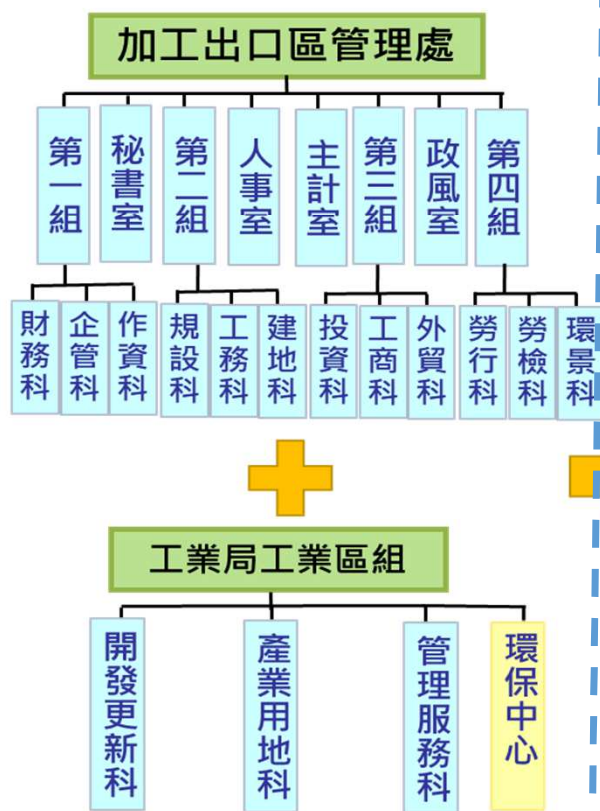 加工出口區管理處
第一組
秘書室
第二組
人事室
主計室
第三組
政風室
第四組
財務科
企管科
作資科
規設科
工務科
建地科
投資科
工商科
外貿科
勞行科
勞檢科
環景科
工業局工業區組
開發更新科
產業用地科
管理服務科
環保中心